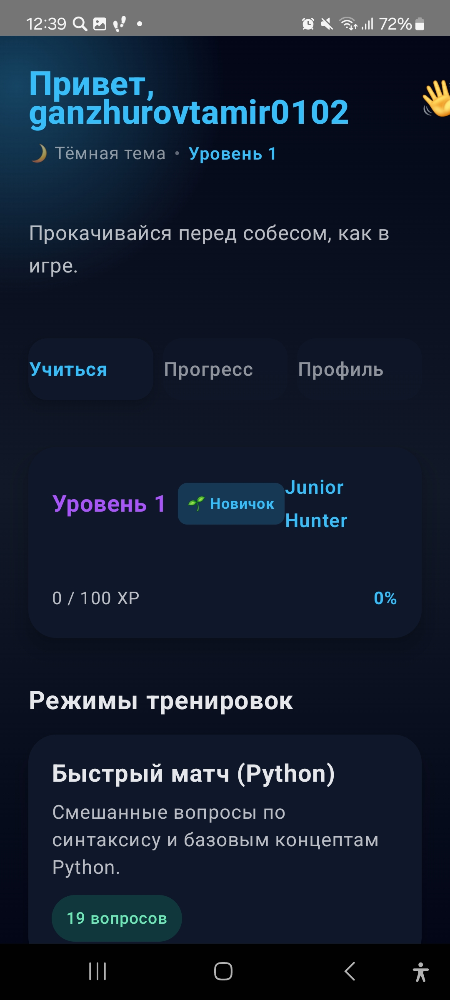 12:39
72%
Привет,
ganzhurovtamir0102
Тёмная тема • Уровень 1
Прокачивайся перед собесом, как в
игре.
Учиться
Прогресс
Профиль
Уровень 1
Новичок
Junior
Hunter
0 / 100 XP
0%
Режимы тренировок
Быстрый матч (Python)
Смешанные вопросы по
синтаксису и базовым концептам
Python.
19 вопросов